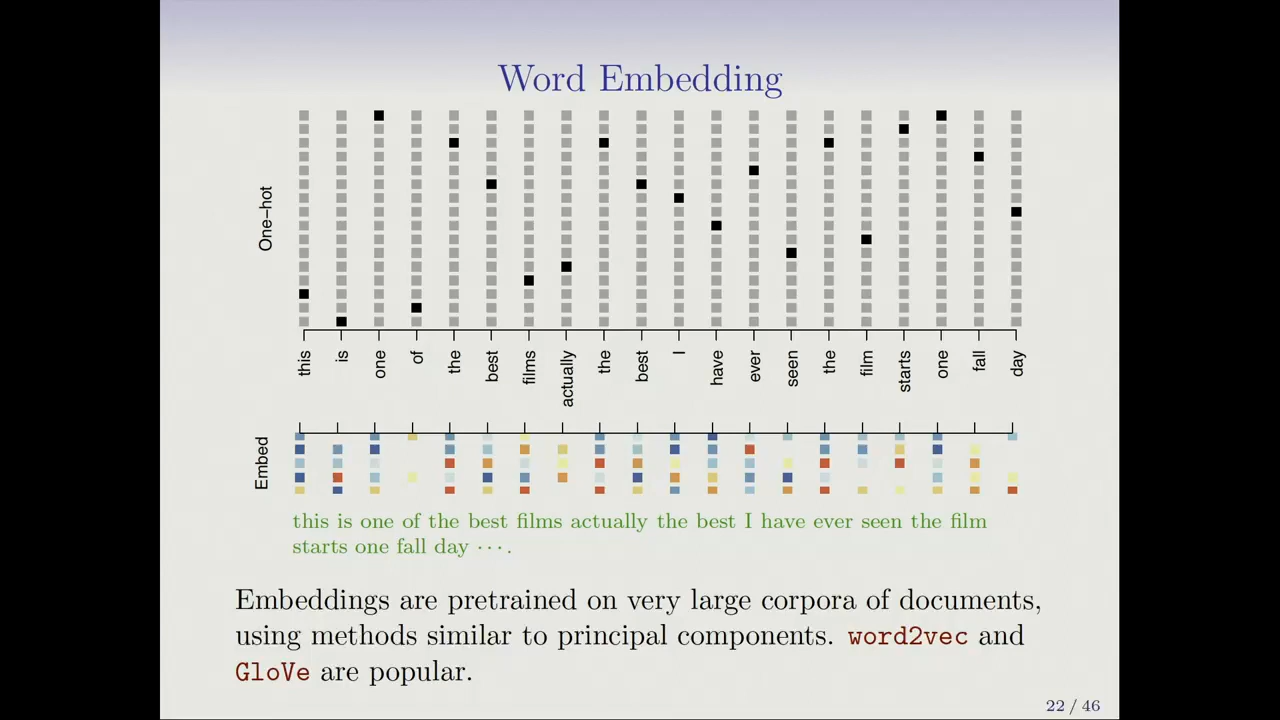 Word Embedding
One-hot
this is one of the best films actually the best I have ever seen the film starts one fall day
Embed
this is one of the best films actually the best I have ever seen the film
starts one fall day ··· .
Embeddings are pretrained on very large corpora of documents,
using methods similar to principal components. word2vec and
GloVe are popular.
22 / 46